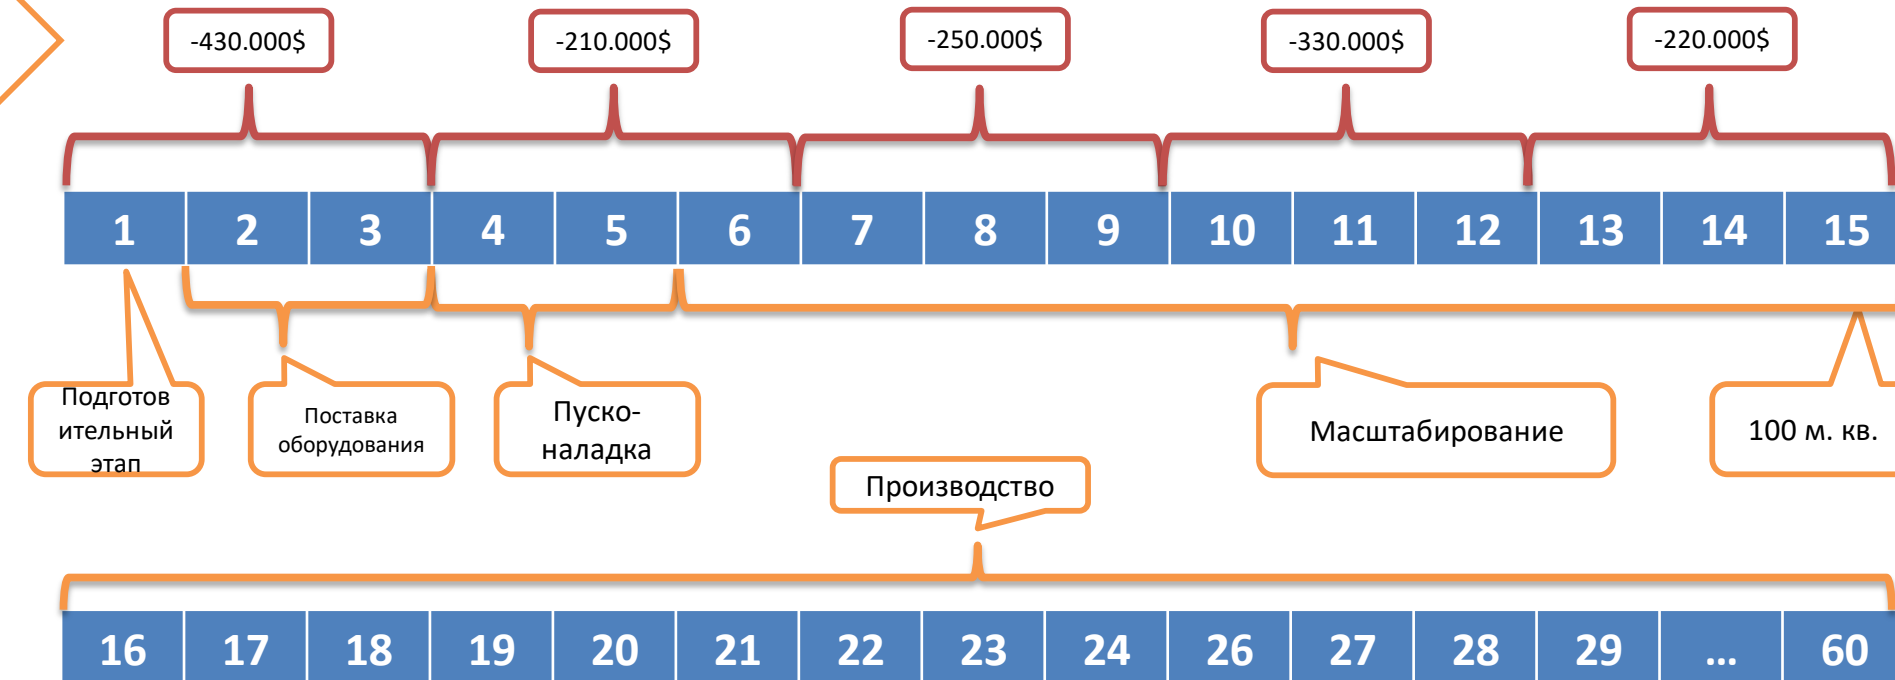 -430.000$ -210.000$ -250.000$ -330.000$ -220.000$
1 2 3 4 5 6 7 8 9 10 11 12 13 14 15
Подготов
ительный
этап
Поставка
оборудования
Пуско-
наладка
Масштабирование
100 м. кв.
Производство
16 17 18 19 20 21 22 23 24 26 27 28 29 ... 60